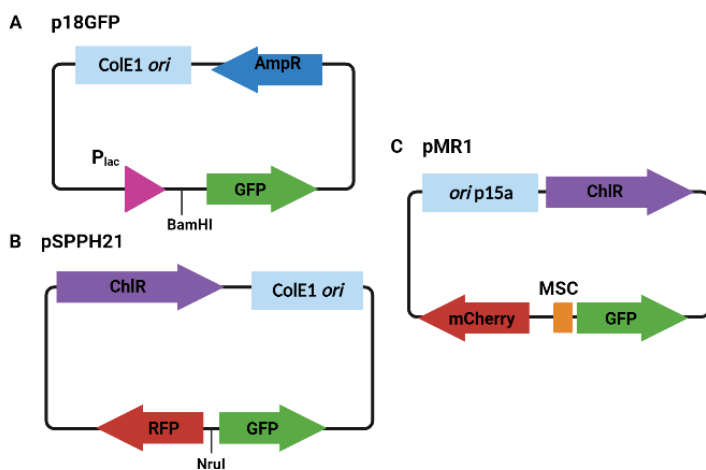 A p18GFP
ColE1 ori
AmpR
Plac
GFP
BamHI
B pSPPH21
ChlR
ColE1 ori
RFP
GFP
NruI
C pMR1
ori p15a
ChlR
MSC
mCherry
GFP